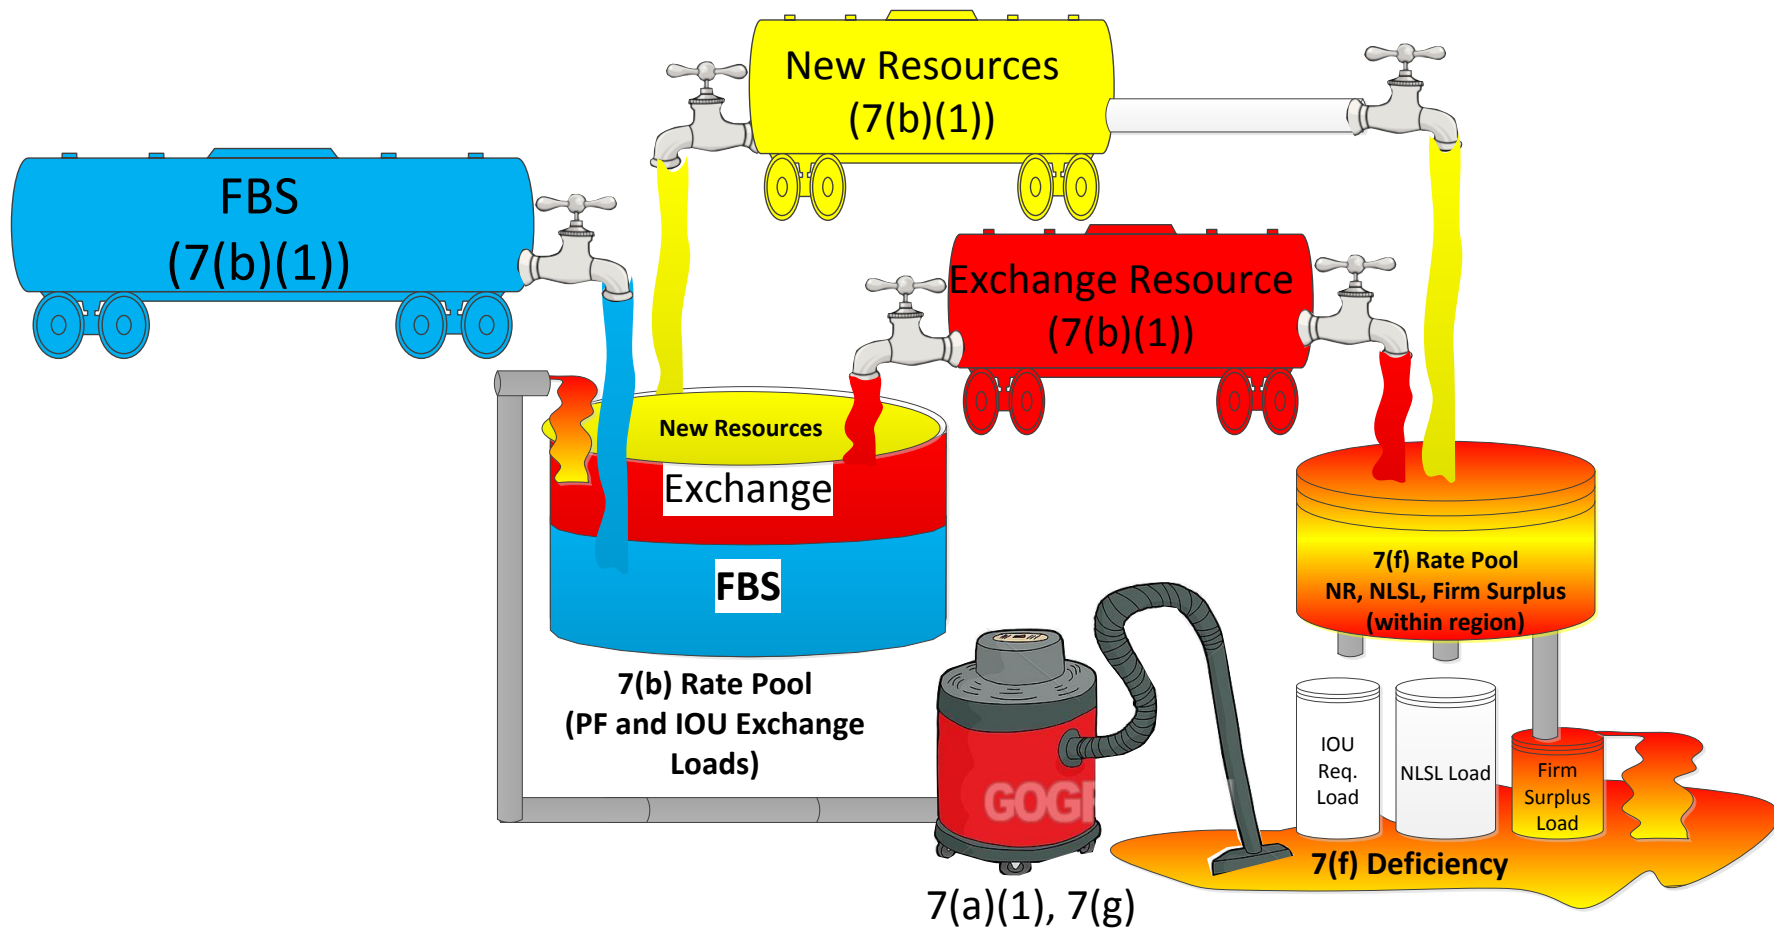 New Resources
(7(b)(1))
FBS
(7(b)(1))
Exchange Resource
(7(b)(1))
New Resources
Exchange
FBS
7(b) Rate Pool
(PF and IOU Exchange
Loads)
7(f) Rate Pool
NR, NLSL, Firm Surplus
(within region)
IOU
Req.
Load
NLSL Load
Firm
Surplus
Load
7(f) Deficiency
7(a)(1), 7(g)